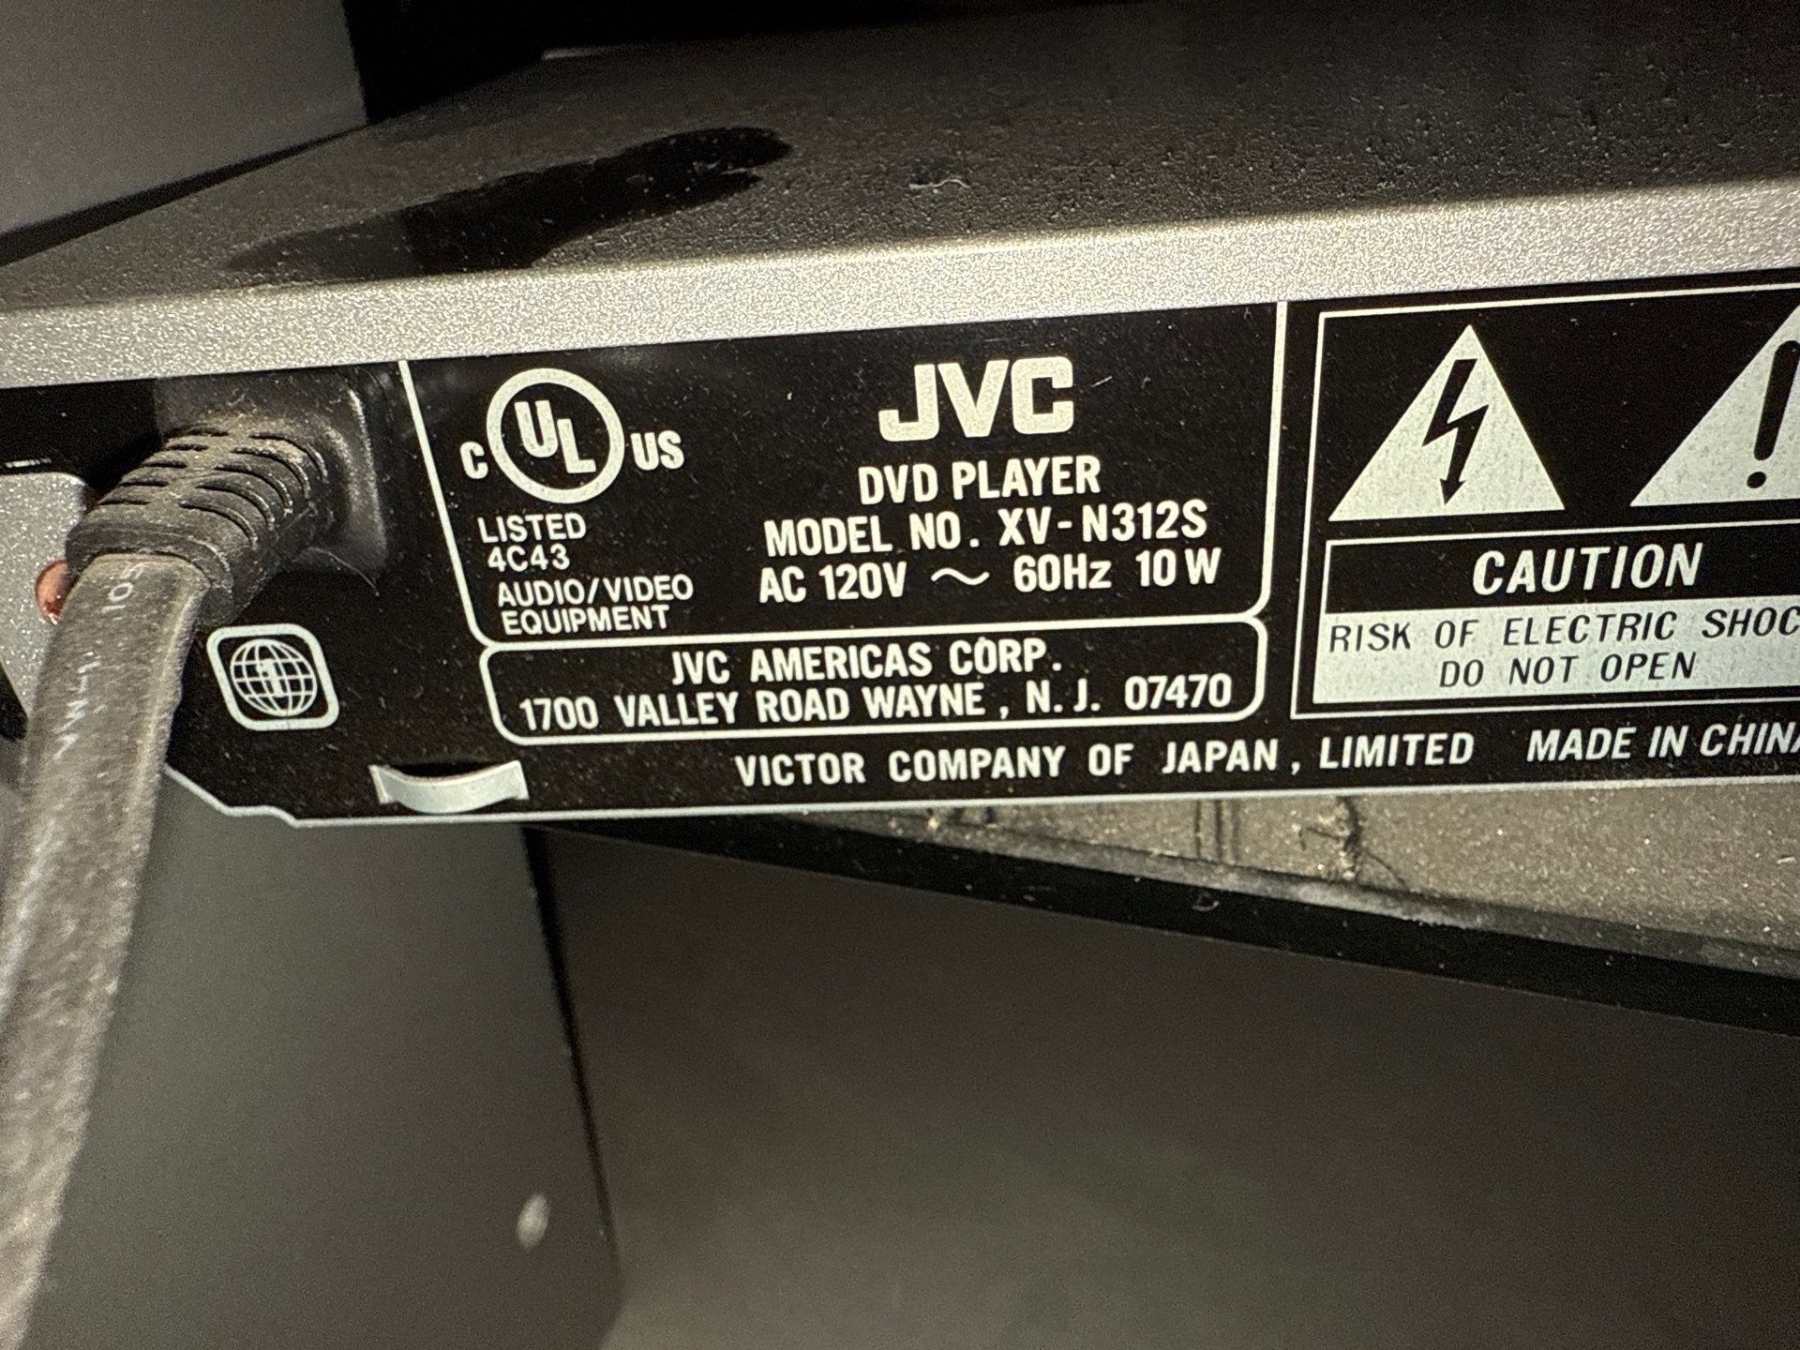 C UL US
LISTED
4C43
AUDIO/VIDEO
EQUIPMENT
JVC
DVD PLAYER
MODEL NO. XV-N312S
AC 120V ~ 60Hz 10W
JVC AMERICAS CORP.
1700 VALLEY ROAD WAYNE, N.J. 07470
VICTOR COMPANY OF JAPAN, LIMITED MADE IN CHINA
1
!
CAUTION
RISK OF ELECTRIC SHOC
DO NOT OPEN